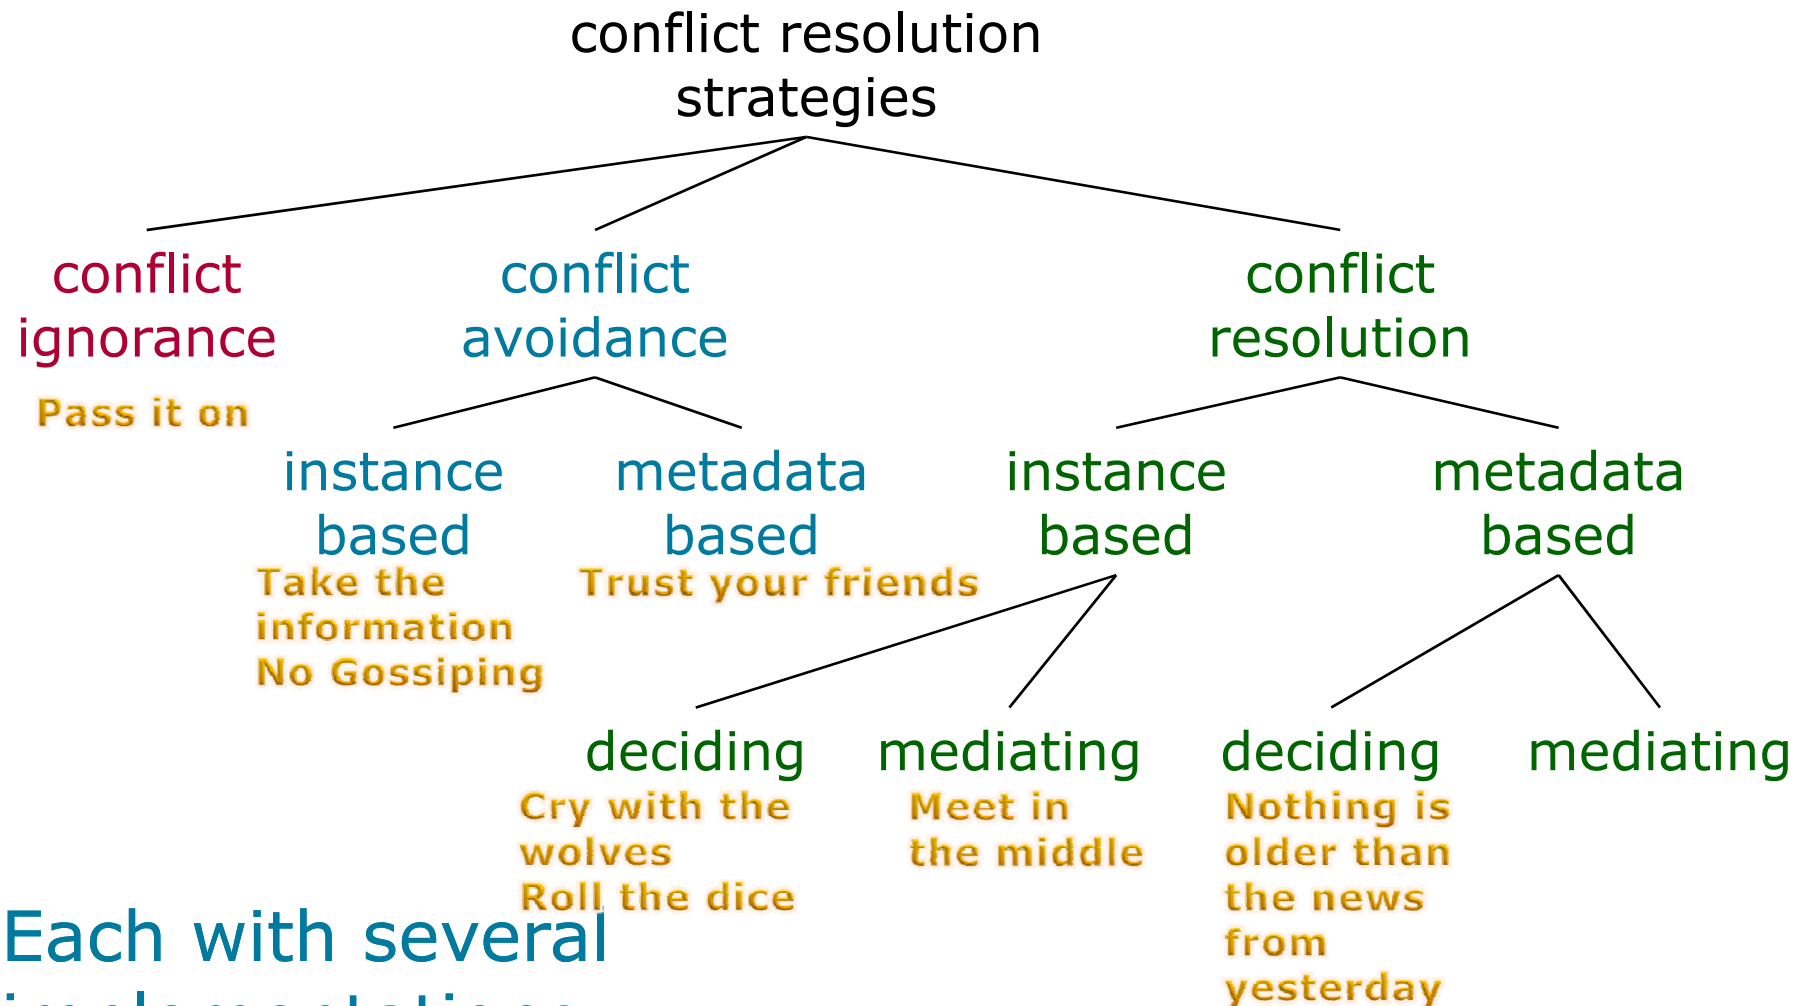 conflict resolution
strategies
conflict
ignorance
Pass it on
conflict
avoidance
instance
based
Take the
information
No Gossiping
metadata
based
Trust your friends
conflict
resolution
instance
based
deciding
Cry with the
wolves
Roll the dice
mediating
Meet in
the middle
metadata
based
deciding
Nothing is
older than
the news
from
yesterday
mediating
Each with several
implementations